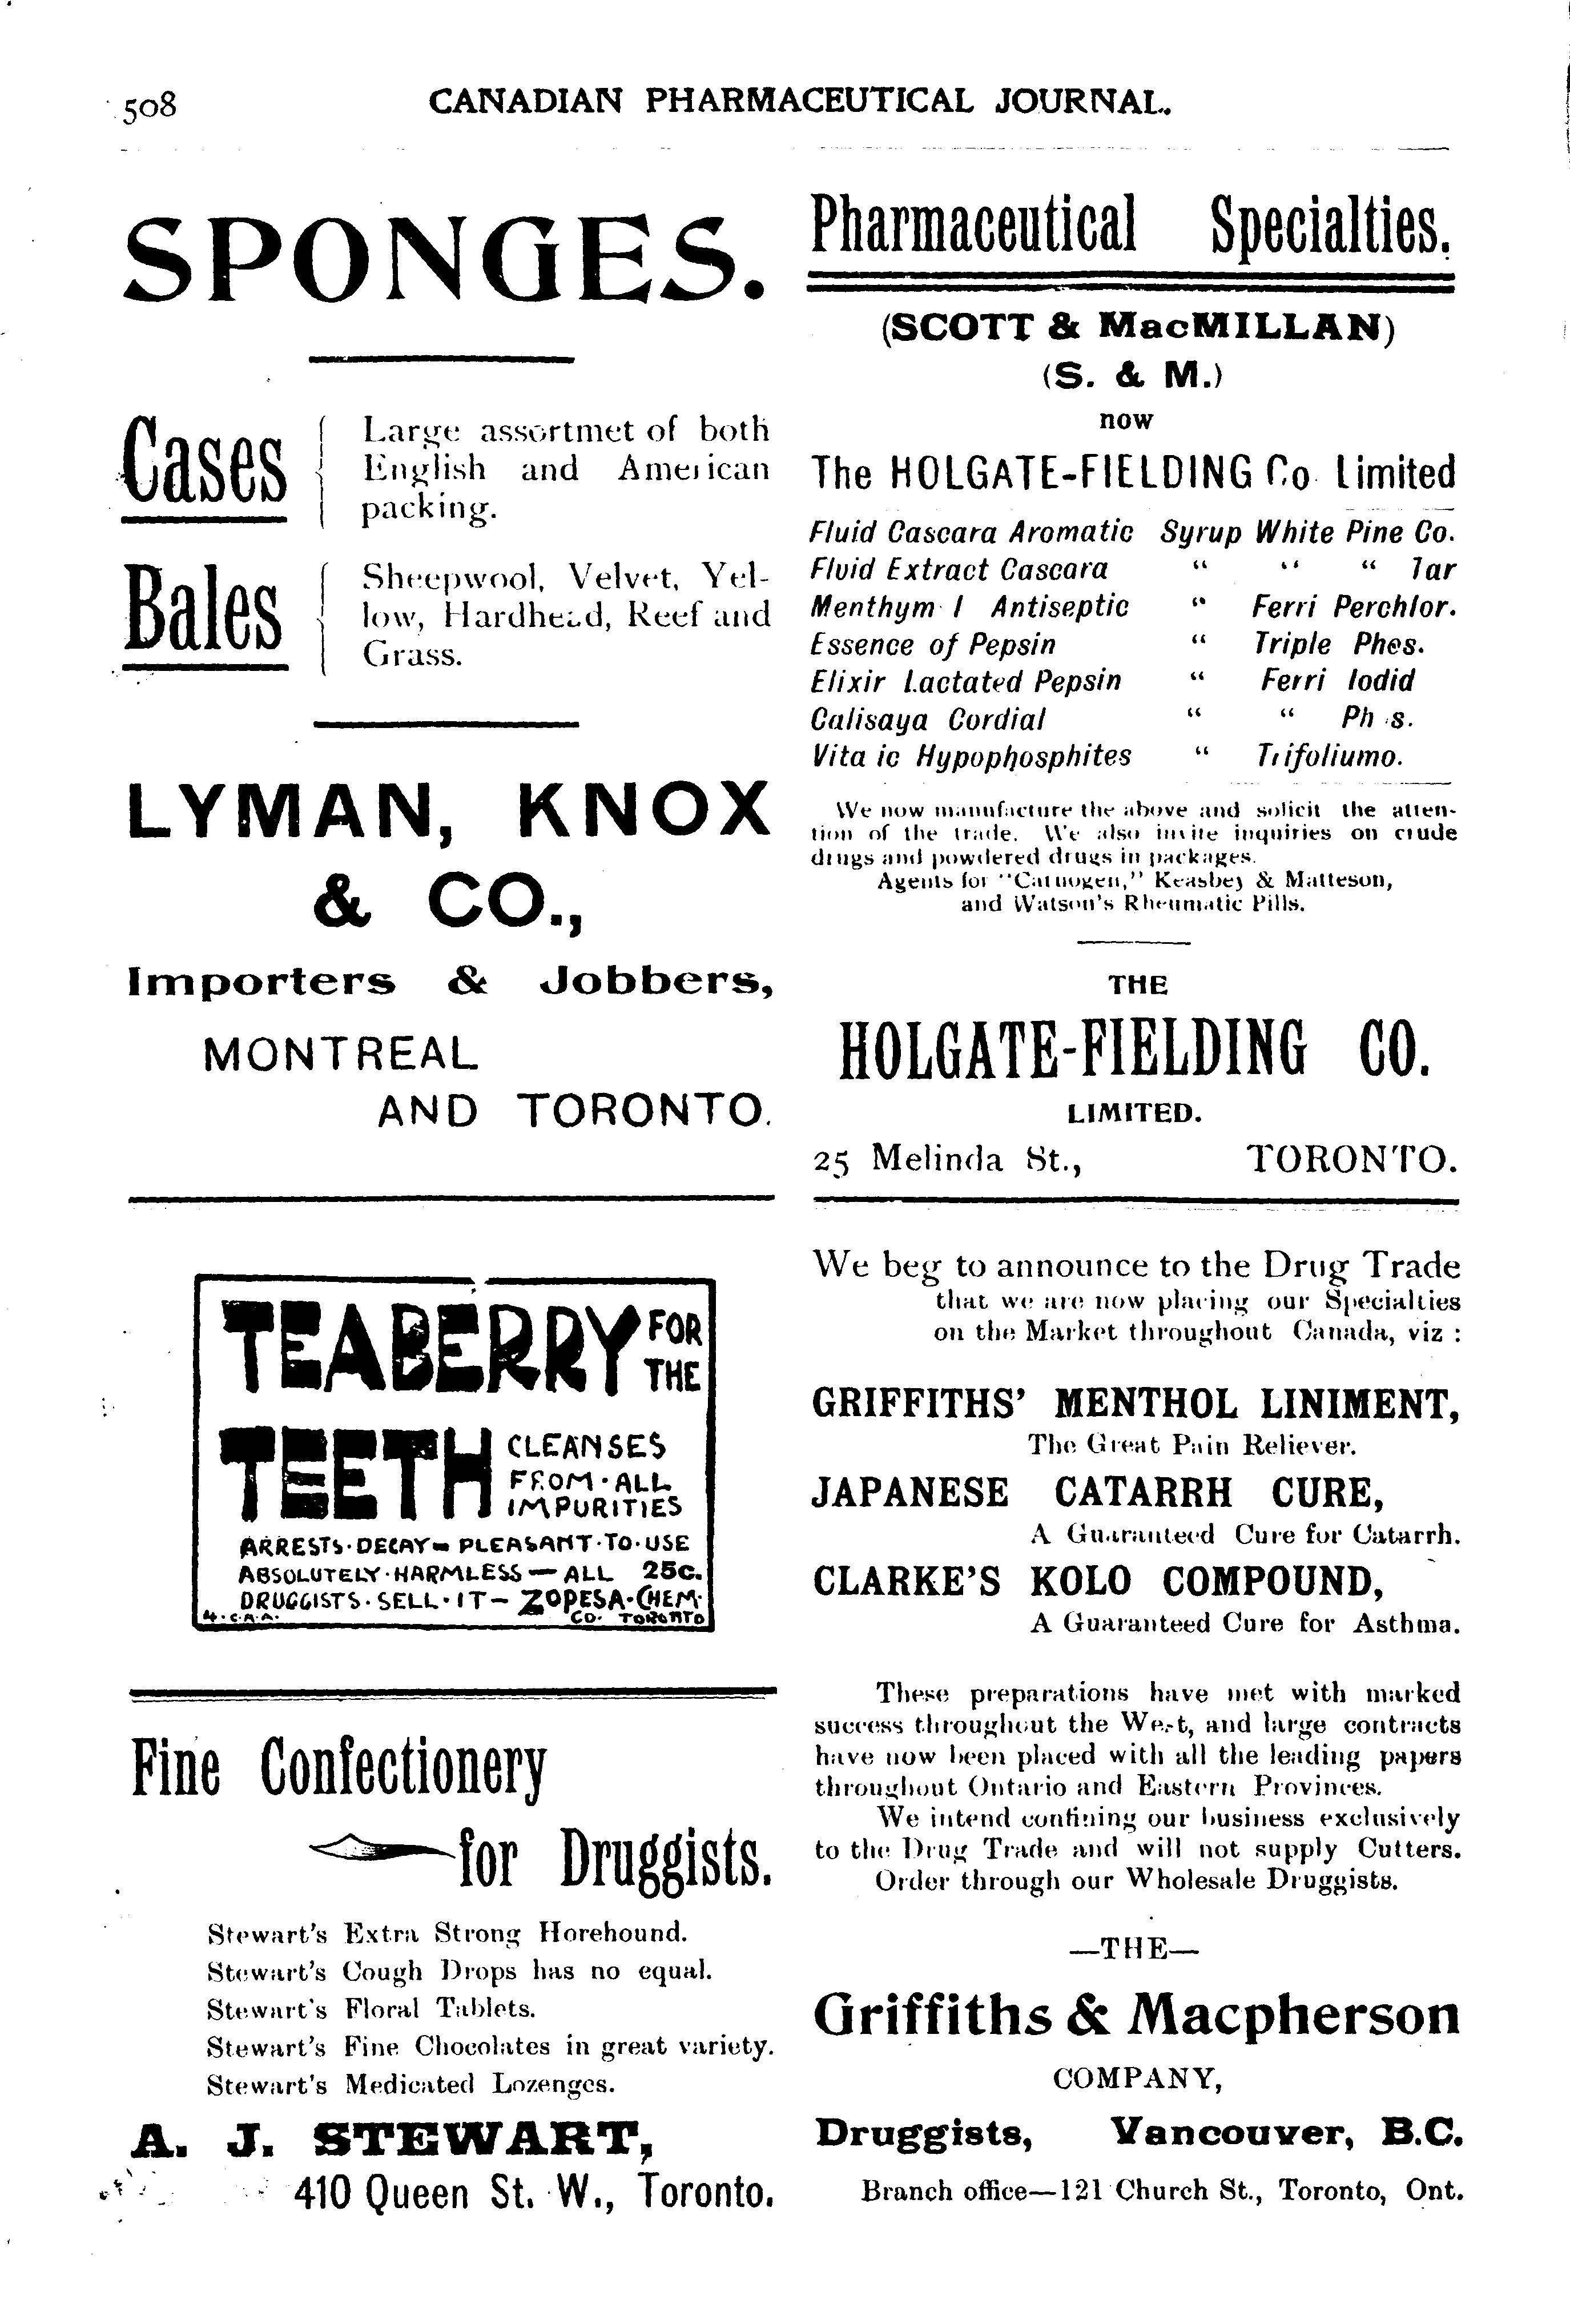 508
CANADIAN PHARMACEUTICAL JOURNAL.
SPONGES.
Cases
Large assortmet of both
English and American
packing.
Bales
Sheepwool, Velvet, Yel-
low, Hardhead, Reef and
Grass.
LYMAN, KNOX
& CO.,
Importers & Jobbers,
MONTREAL
AND TORONTO.
TEABERRY FOR
THE
TEETH CLEANSES
FROM·ALL
IMPURITIES
ARRESTS·DECAY— PLEASANT·TO·USE
ABSOLUTELY·HARMLESS — ALL 25c.
DRUGGISTS·SELL·IT— ZOPESA·CHEM·
4·C.A.A. CO. TORONTO
Fine Confectionery
for Druggists.
Stewart's Extra Strong Horehound.
Stewart's Cough Drops has no equal.
Stewart's Floral Tablets.
Stewart's Fine Chocolates in great variety.
Stewart's Medicated Lozenges.
A. J. STEWART,
410 Queen St. W., Toronto.
Pharmaceutical Specialties.
(SCOTT & MacMILLAN)
(S. & M.)
now
The HOLGATE-FIELDING Co. Limited
Fluid Cascara Aromatic Syrup White Pine Co.
Fluid Extract Cascara “ “ “ Tar
Menthym l Antiseptic “ Ferri Perchlor.
Essence of Pepsin “ Triple Phos.
Elixir Lactated Pepsin “ Ferri Iodid
Calisaya Cordial “ “ Ph s.
Vita ic Hypophosphites “ Trifoliumo.
We now manufacture the above and solicit the atten-
tion of the trade. We also invite inquiries on crude
drugs and powdered drugs in packages.
Agents for "Carnogen," Keasbey & Matteson,
and Watson's Rheumatic Pills.
THE
HOLGATE-FIELDING CO.
LIMITED.
25 Melinda St., TORONTO.
We beg to announce to the Drug Trade
that we are now placing our Specialties
on the Market throughout Canada, viz :
GRIFFITHS' MENTHOL LINIMENT,
The Great Pain Reliever.
JAPANESE CATARRH CURE,
A Guaranteed Cure for Catarrh.
CLARKE'S KOLO COMPOUND,
A Guaranteed Cure for Asthma.
These preparations have met with marked
success throughout the West, and large contracts
have now been placed with all the leading papers
throughout Ontario and Eastern Provinces.
We intend confining our business exclusively
to the Drug Trade and will not supply Cutters.
Order through our Wholesale Druggists.
—THE—
Griffiths & Macpherson
COMPANY,
Druggists, Vancouver, B.C.
Branch office—121 Church St., Toronto, Ont.